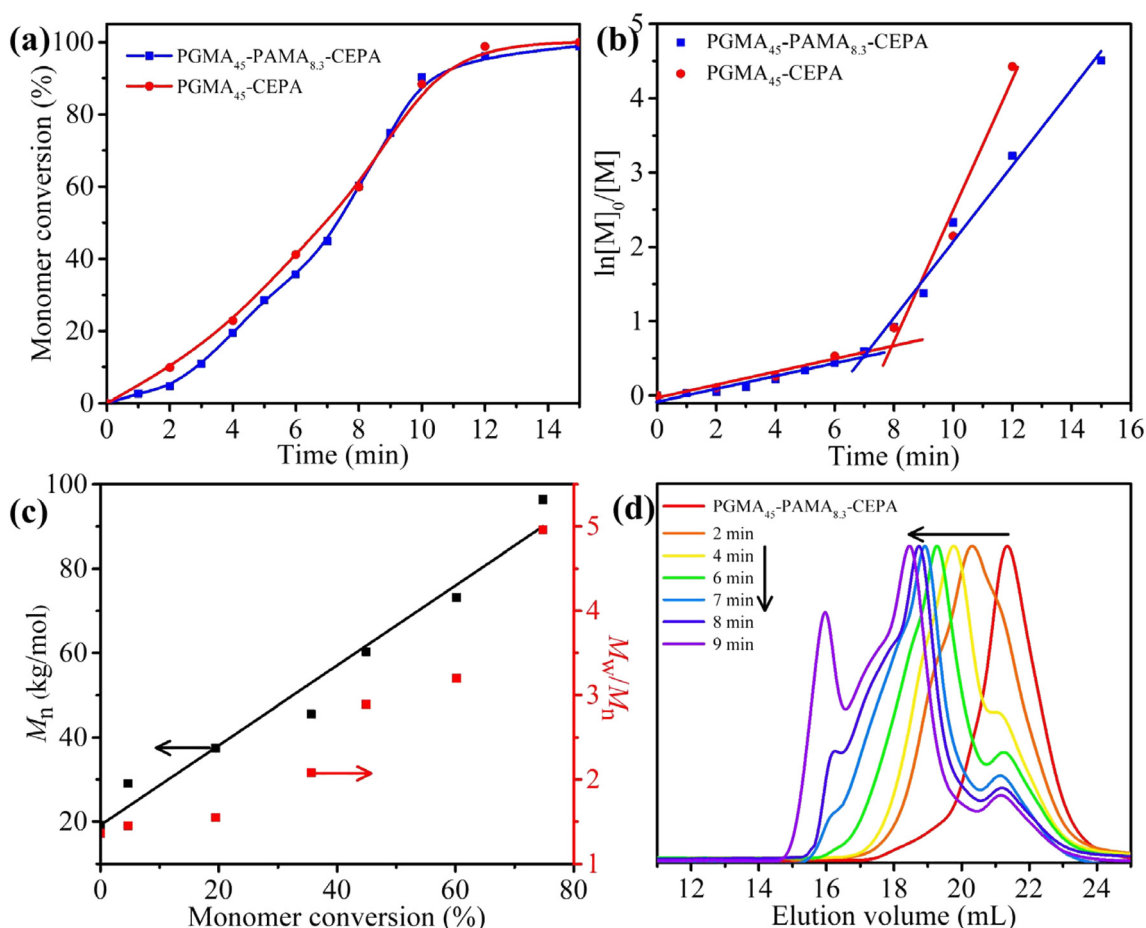 (a)
PGMA₄₅-PAMA₈.₃-CEPA
PGMA₄₅-CEPA
Monomer conversion (%)
100
80
60
40
20
0
0 2 4 6 8 10 12 14
Time (min)
(b)
PGMA₄₅-PAMA₈.₃-CEPA
PGMA₄₅-CEPA
ln[M]₀/[M]
5
4
3
2
1
0
0 2 4 6 8 10 12 14 16
Time (min)
(c)
Mₙ (kg/mol)
100
80
60
40
20
5
4
3
2
1
M_w/Mₙ
0 20 40 60 80
Monomer conversion (%)
(d)
PGMA₄₅-PAMA₈.₃-CEPA
2 min
4 min
6 min
7 min
8 min
9 min
12 14 16 18 20 22 24
Elution volume (mL)